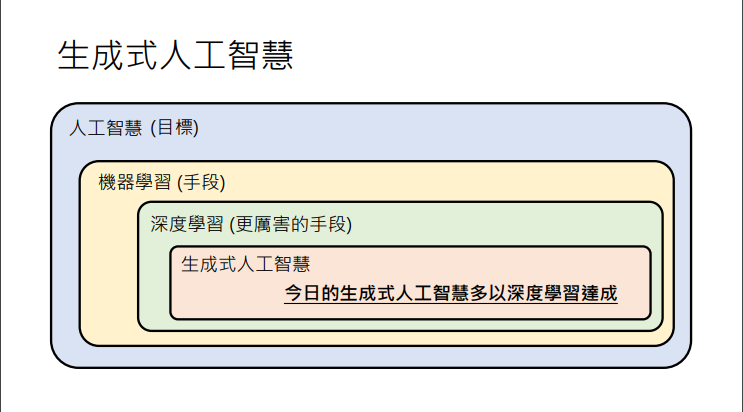 生成式人工智慧
人工智慧 (目標)
機器學習 (手段)
深度學習 (更厲害的手段)
生成式人工智慧
今日的生成式人工智慧多以深度學習達成